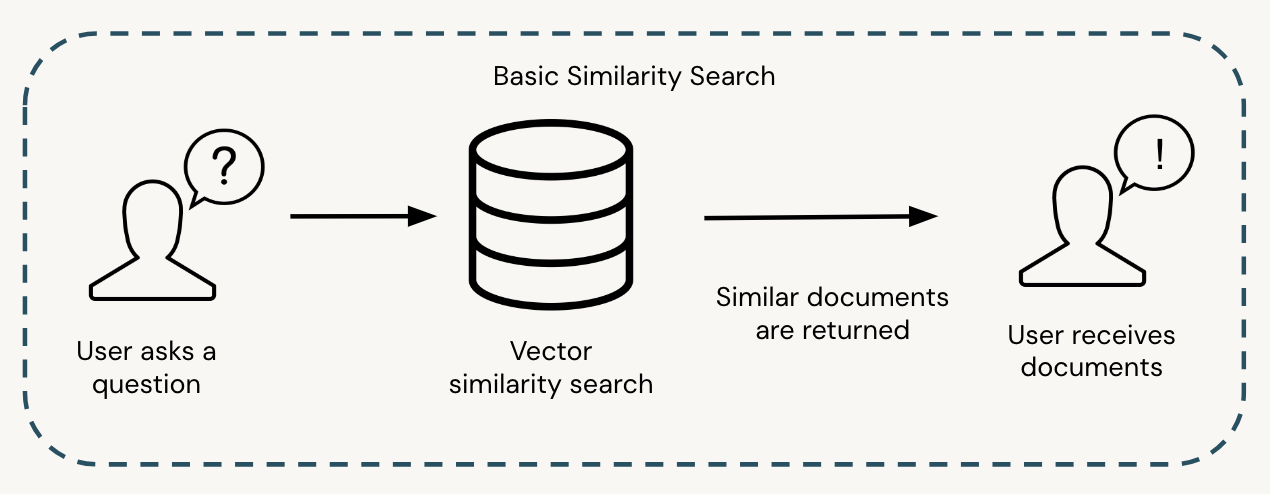 Basic Similarity Search
?
!
User asks a
question
Vector
similarity search
Similar documents
are returned
User receives
documents